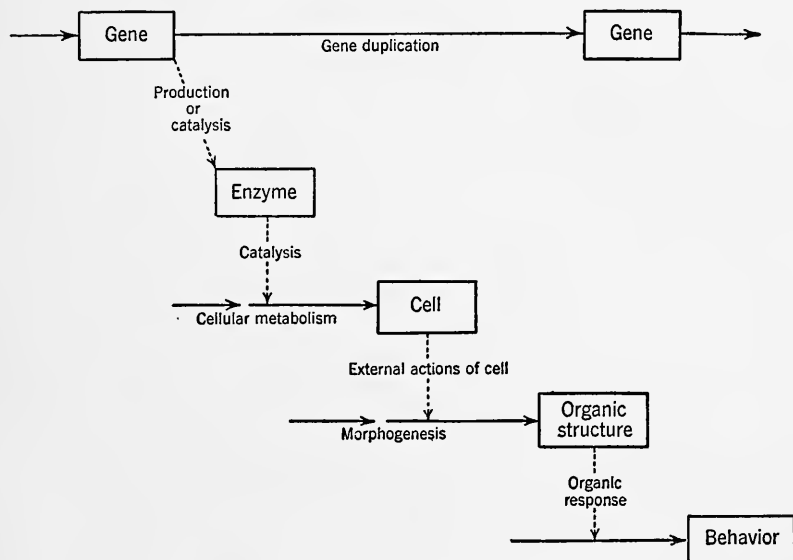 Gene
Gene duplication
Gene
Production
or
catalysis
Enzyme
Catalysis
Cellular metabolism
Cell
External actions of cell
Morphogenesis
Organic
structure
Organic
response
Behavior